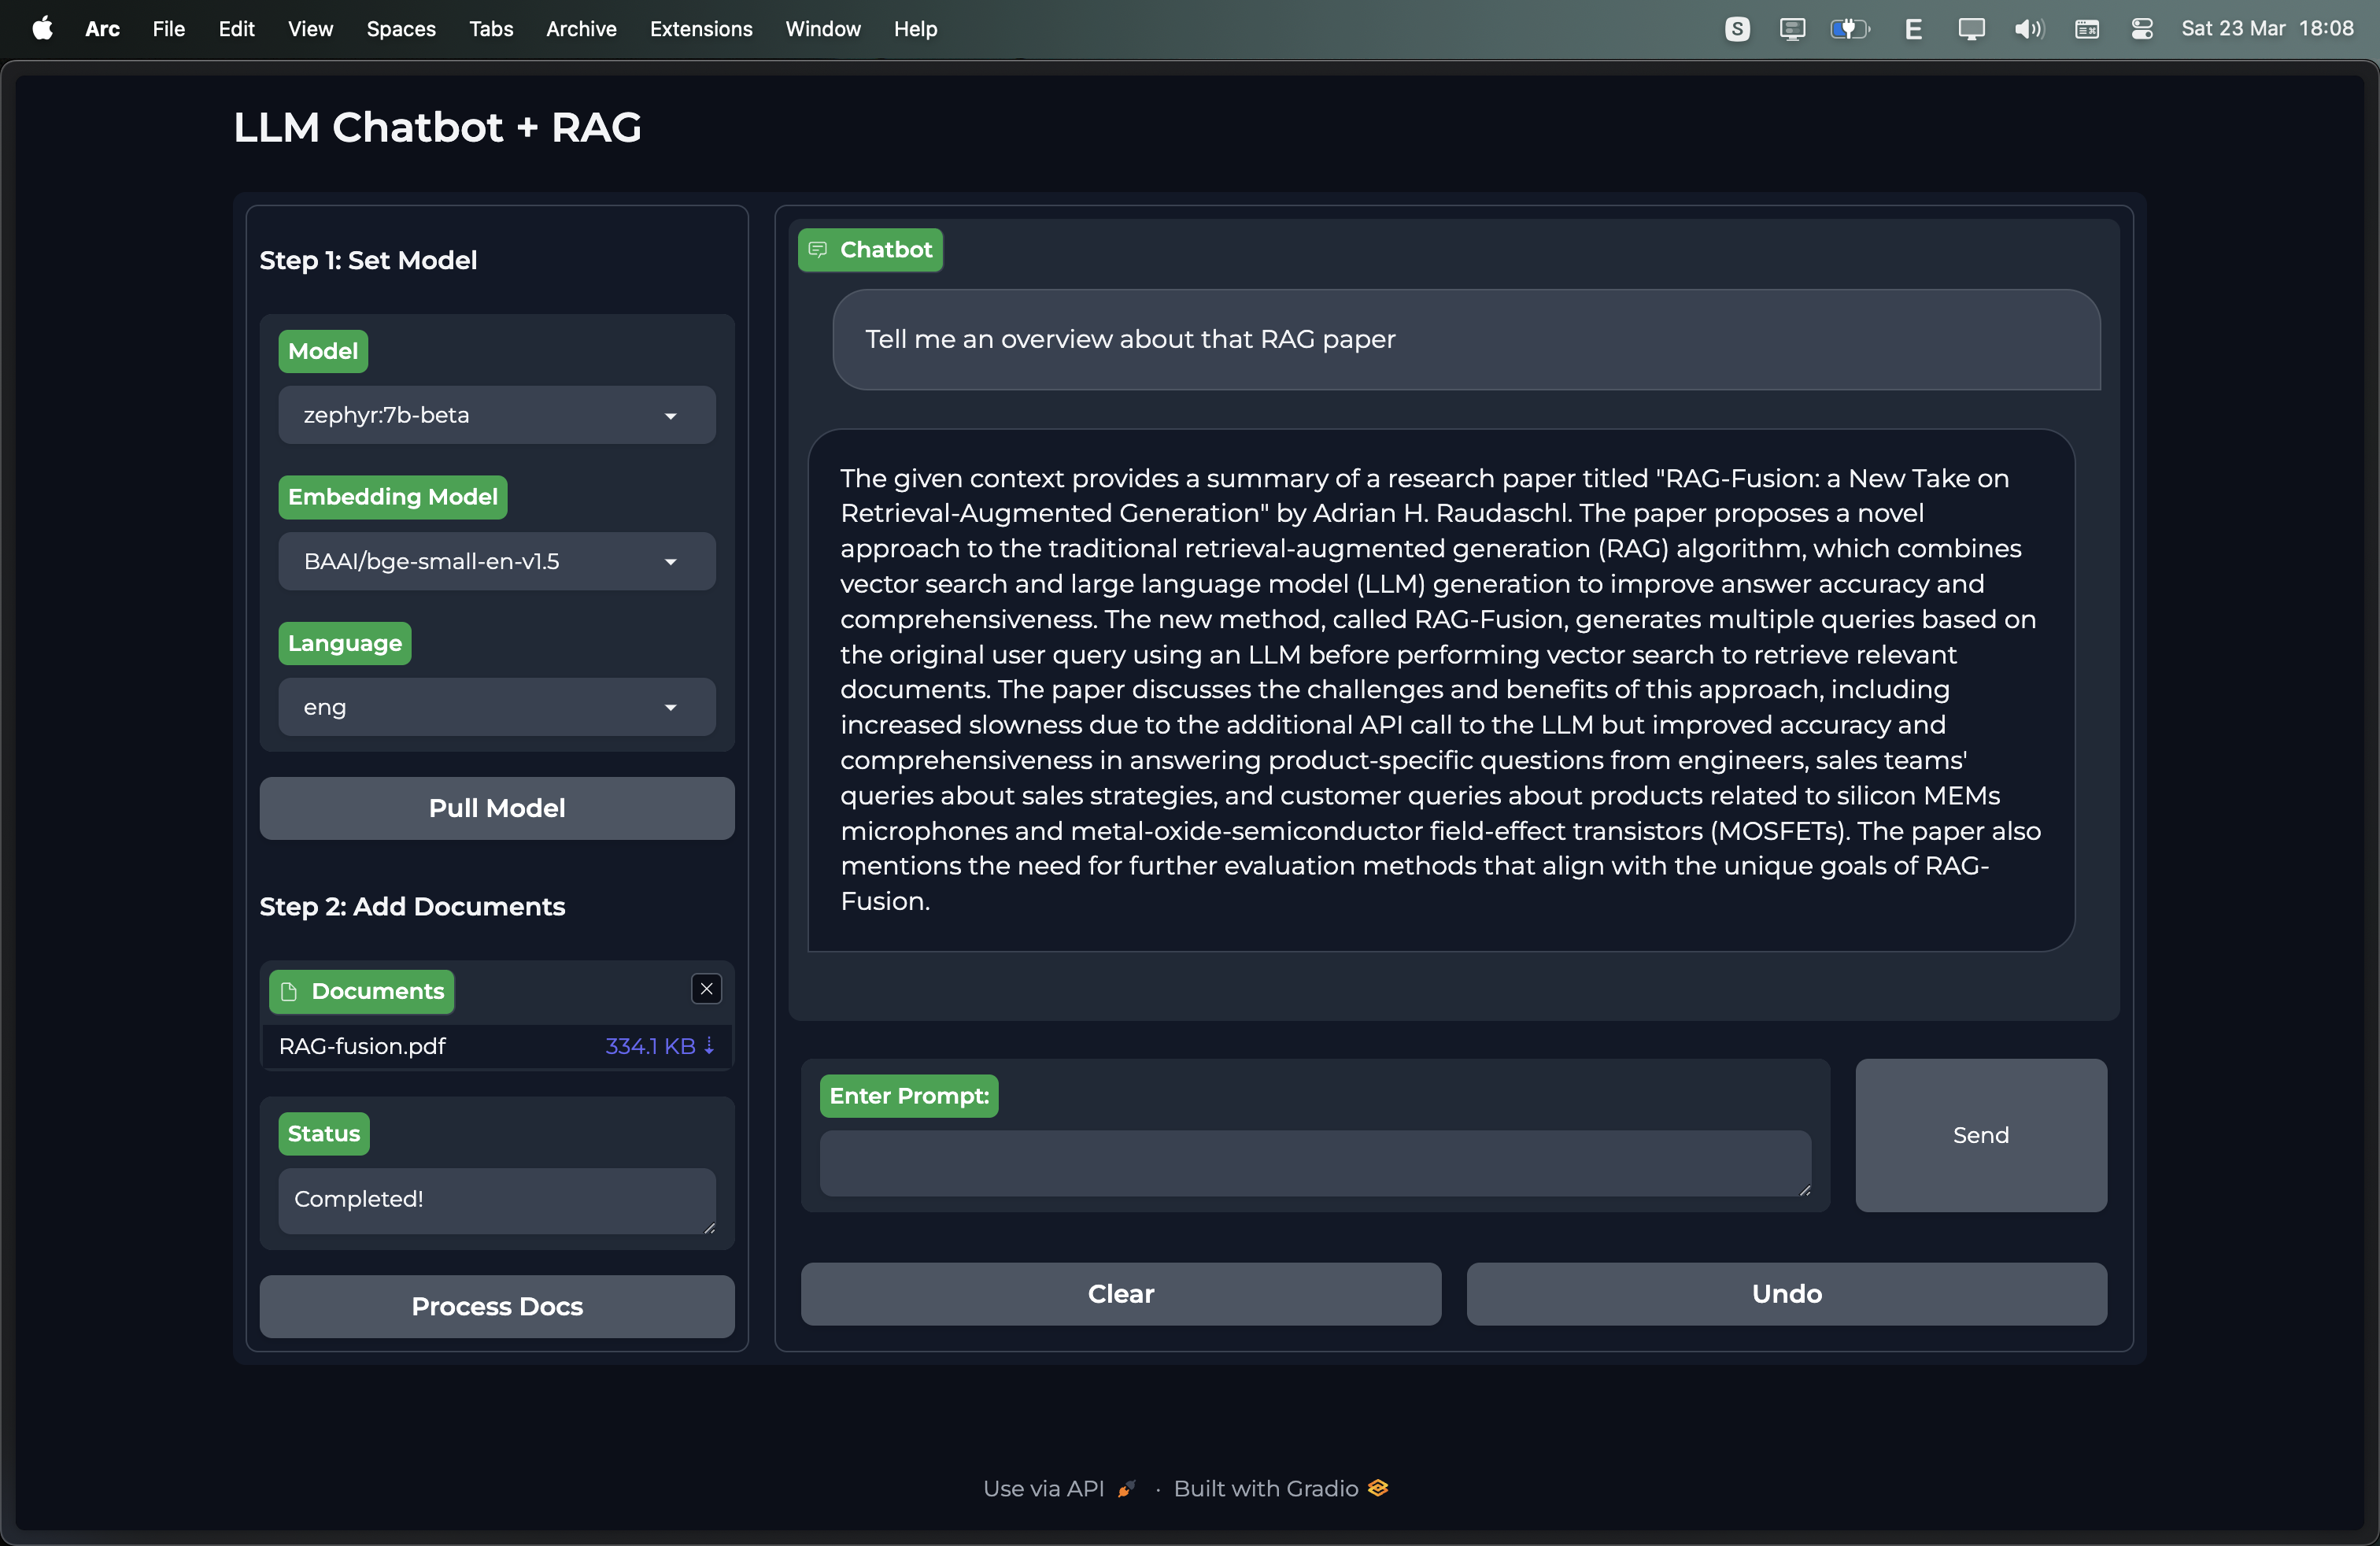 Arc File Edit View Spaces Tabs Archive Extensions Window Help S E Sat 23 Mar 18:08
LLM Chatbot + RAG
Step 1: Set Model
Model
zephyr:7b-beta
Embedding Model
BAAI/bge-small-en-v1.5
Language
eng
Pull Model
Step 2: Add Documents
Documents
RAG-fusion.pdf 334.1 KB ⇣
Status
Completed!
Process Docs
Chatbot
Tell me an overview about that RAG paper
The given context provides a summary of a research paper titled "RAG-Fusion: a New Take on
Retrieval-Augmented Generation" by Adrian H. Raudaschl. The paper proposes a novel
approach to the traditional retrieval-augmented generation (RAG) algorithm, which combines
vector search and large language model (LLM) generation to improve answer accuracy and
comprehensiveness. The new method, called RAG-Fusion, generates multiple queries based on
the original user query using an LLM before performing vector search to retrieve relevant
documents. The paper discusses the challenges and benefits of this approach, including
increased slowness due to the additional API call to the LLM but improved accuracy and
comprehensiveness in answering product-specific questions from engineers, sales teams'
queries about sales strategies, and customer queries about products related to silicon MEMs
microphones and metal-oxide-semiconductor field-effect transistors (MOSFETs). The paper also
mentions the need for further evaluation methods that align with the unique goals of RAG-
Fusion.
Enter Prompt:
Send
Clear Undo
Use via API · Built with Gradio